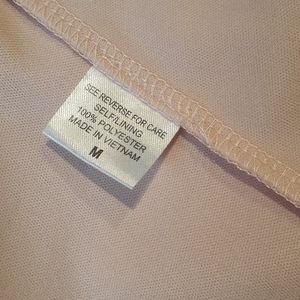 SEE REVERSE FOR CARE
SELF/LINING
100% POLYESTER
MADE IN VIETNAM
M